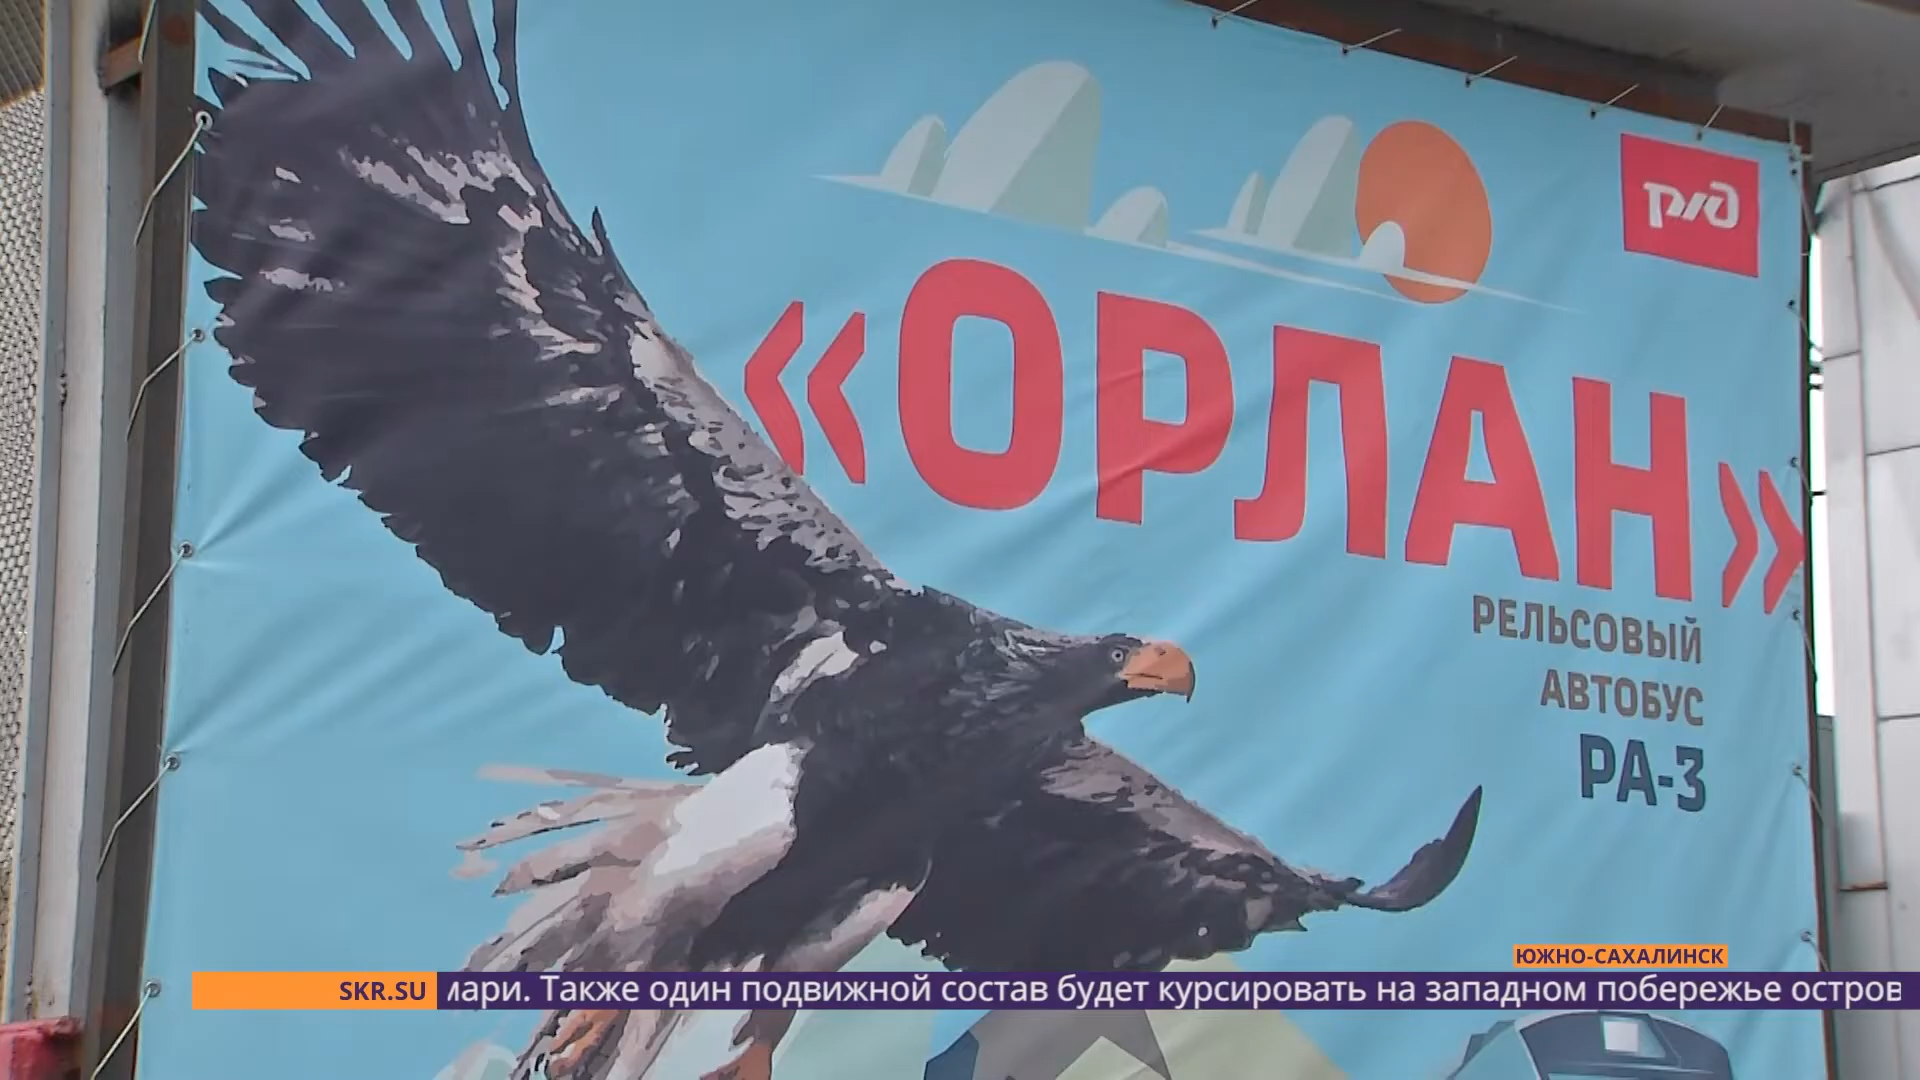 РЖД
«ОРЛАН»
РЕЛЬСОВЫЙ
АВТОБУС
РА-3
ЮЖНО-САХАЛИНСК
SKR.SU
мари. Также один подвижной состав будет курсировать на западном побережье остров